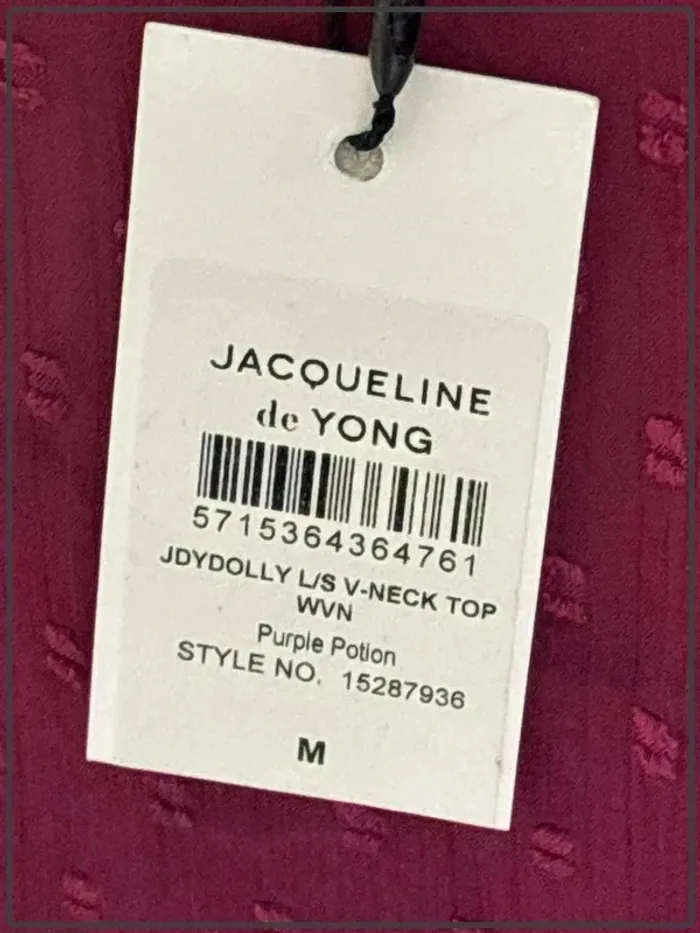 JACQUELINE
de YONG
5715364364761
JDYDOLLY L/S V-NECK TOP
WVN
Purple Potion
STYLE NO. 15287936
M